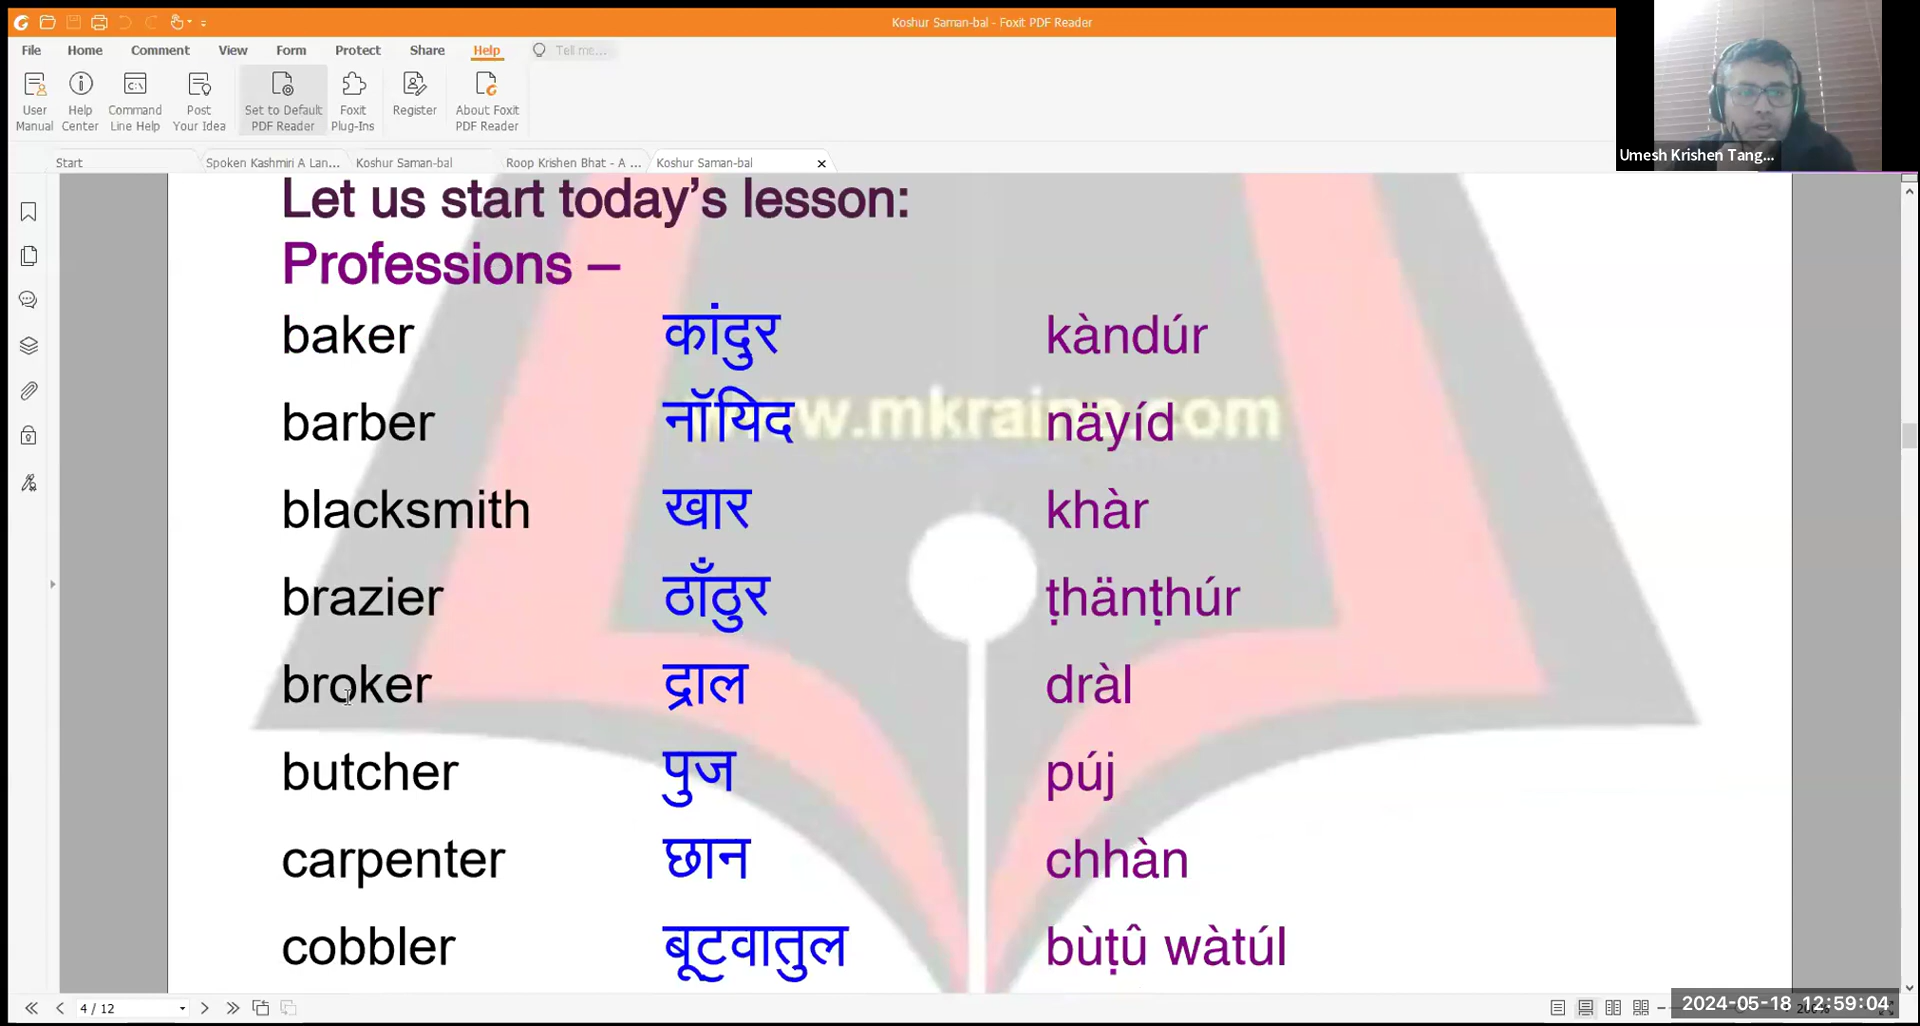 Koshur Saman-bal - Foxit PDF Reader
File Home Comment View Form Protect Share Help Tell me...
User Manual Help Center Command Line Help Post Your Idea Set to Default PDF Reader Foxit Plug-Ins Register About Foxit PDF Reader
Umesh Krishen Tang...
Start Spoken Kashmiri A Lan... Koshur Saman-bal Roop Krishen Bhat - A ... Koshur Saman-bal
Let us start today’s lesson:
Professions –
baker कांदुर kàndúr
www.mkraina.com
barber नॉयिद näyíd
blacksmith खार khàr
brazier ठाँठुर ṭhänṭhúr
broker द्राल dràl
butcher पुज púj
carpenter छान chhàn
cobbler बूटवातुल bùṭû wàtúl
4 / 12
2024-05-18 12:59:04